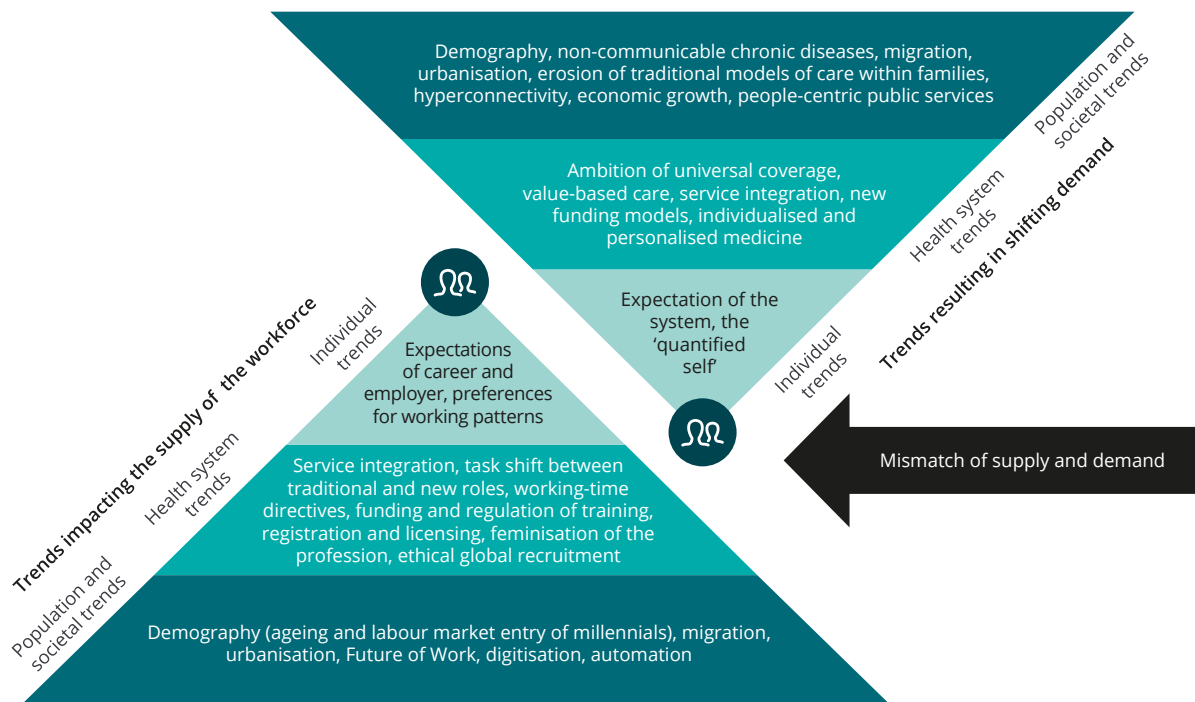 Demography, non-communicable chronic diseases, migration,
urbanisation, erosion of traditional models of care within families,
hyperconnectivity, economic growth, people-centric public services
Population and
societal trends
Ambition of universal coverage,
value-based care, service integration, new
funding models, individualised and
personalised medicine
Health system
trends
Expectation of the
system, the
‘quantified
self’
Individual
trends
Trends resulting in shifting demand
Mismatch of supply and demand
Trends impacting the supply of the workforce
Individual
trends
Expectations
of career and
employer, preferences
for working patterns
Health system
trends
Service integration, task shift between
traditional and new roles, working-time
directives, funding and regulation of training,
registration and licensing, feminisation of the
profession, ethical global recruitment
Population and
societal trends
Demography (ageing and labour market entry of millennials), migration,
urbanisation, Future of Work, digitisation, automation